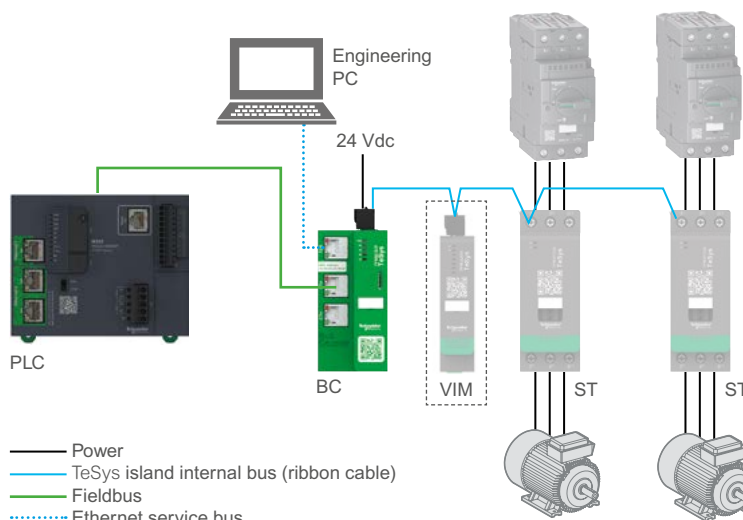 Engineering
PC
24 Vdc
PLC
BC
VIM
ST
ST
Power
TeSys island internal bus (ribbon cable)
Fieldbus
Ethernet service bus